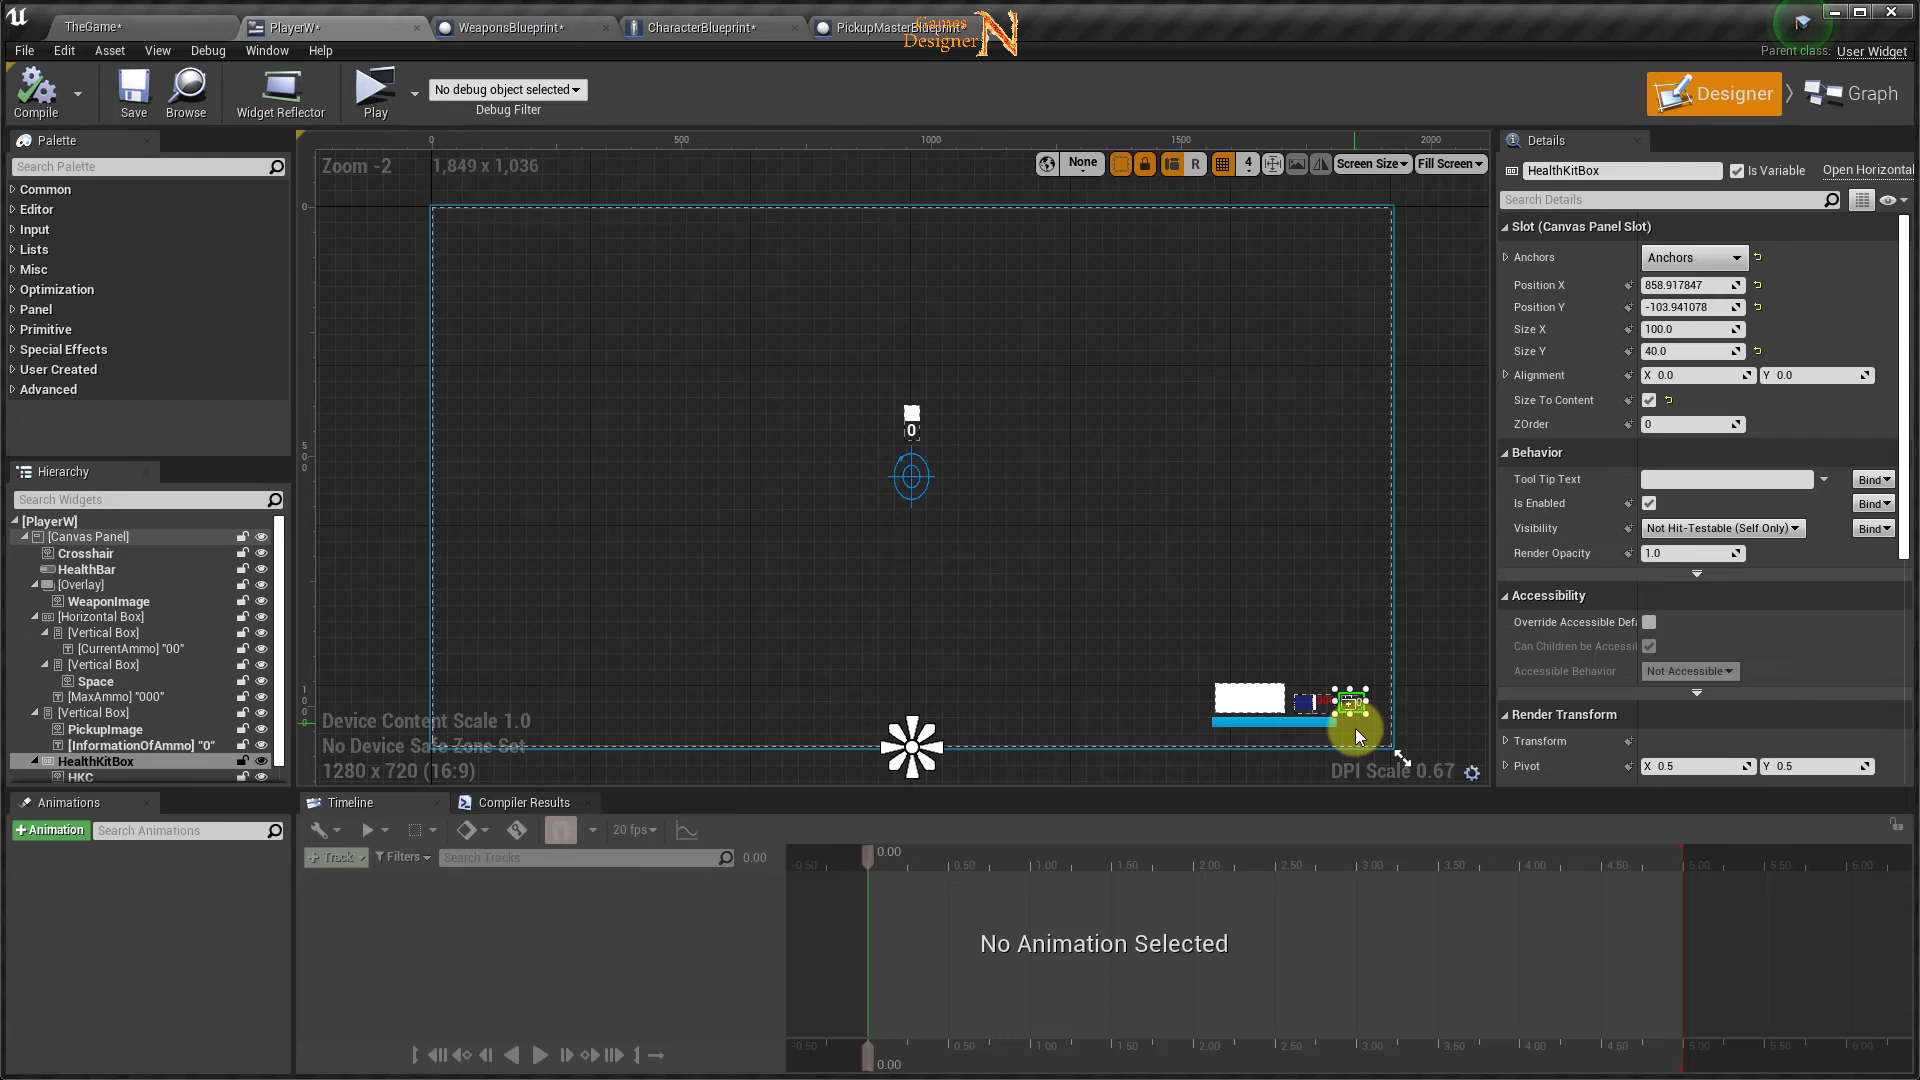 TheGame*
PlayerW*
WeaponsBlueprint*
CharacterBlueprint*
PickupMasterBlueprint*
Games
Designer
N
File
Edit
Asset
View
Debug
Window
Help
Parent class:
User Widget
Compile
Save
Browse
Widget Reflector
Play
No debug object selected
Debug Filter
Designer
Graph
Palette
Search Palette
Common
Editor
Input
Lists
Misc
Optimization
Panel
Primitive
Special Effects
User Created
Advanced
Hierarchy
Search Widgets
[PlayerW]
[Canvas Panel]
Crosshair
HealthBar
[Overlay]
WeaponImage
[Horizontal Box]
[Vertical Box]
[CurrentAmmo] "00"
[Vertical Box]
Space
[MaxAmmo] "000"
[Vertical Box]
PickupImage
[InformationOfAmmo] "0"
HealthKitBox
HKC
0
500
1000
1500
2000
Zoom -2
1,849 x 1,036
None
R
4
Screen Size
Fill Screen
0
500
1000
0
Device Content Scale 1.0
No Device Safe Zone Set
1280 x 720 (16:9)
DPI Scale 0.67
Details
HealthKitBox
Is Variable
Open Horizontal
Search Details
Slot (Canvas Panel Slot)
Anchors
Anchors
Position X
858.917847
Position Y
-103.941078
Size X
100.0
Size Y
40.0
Alignment
X 0.0
Y 0.0
Size To Content
ZOrder
0
Behavior
Tool Tip Text
Bind
Is Enabled
Bind
Visibility
Not Hit-Testable (Self Only)
Bind
Render Opacity
1.0
Accessibility
Override Accessible Defa
Can Children be Accessi
Accessible Behavior
Not Accessible
Render Transform
Transform
Pivot
X 0.5
Y 0.5
Animations
+Animation
Search Animations
Timeline
Compiler Results
20 fps
+ Track
Filters
Search Tracks
0.00
0.00
-0.50
0.50
1.00
1.50
2.00
2.50
3.00
3.50
4.00
4.50
5.00
5.50
6.00
No Animation Selected
-0.50
0.50
1.00
1.50
2.00
2.50
3.00
3.50
4.00
4.50
5.00
5.50
6.00
0.00